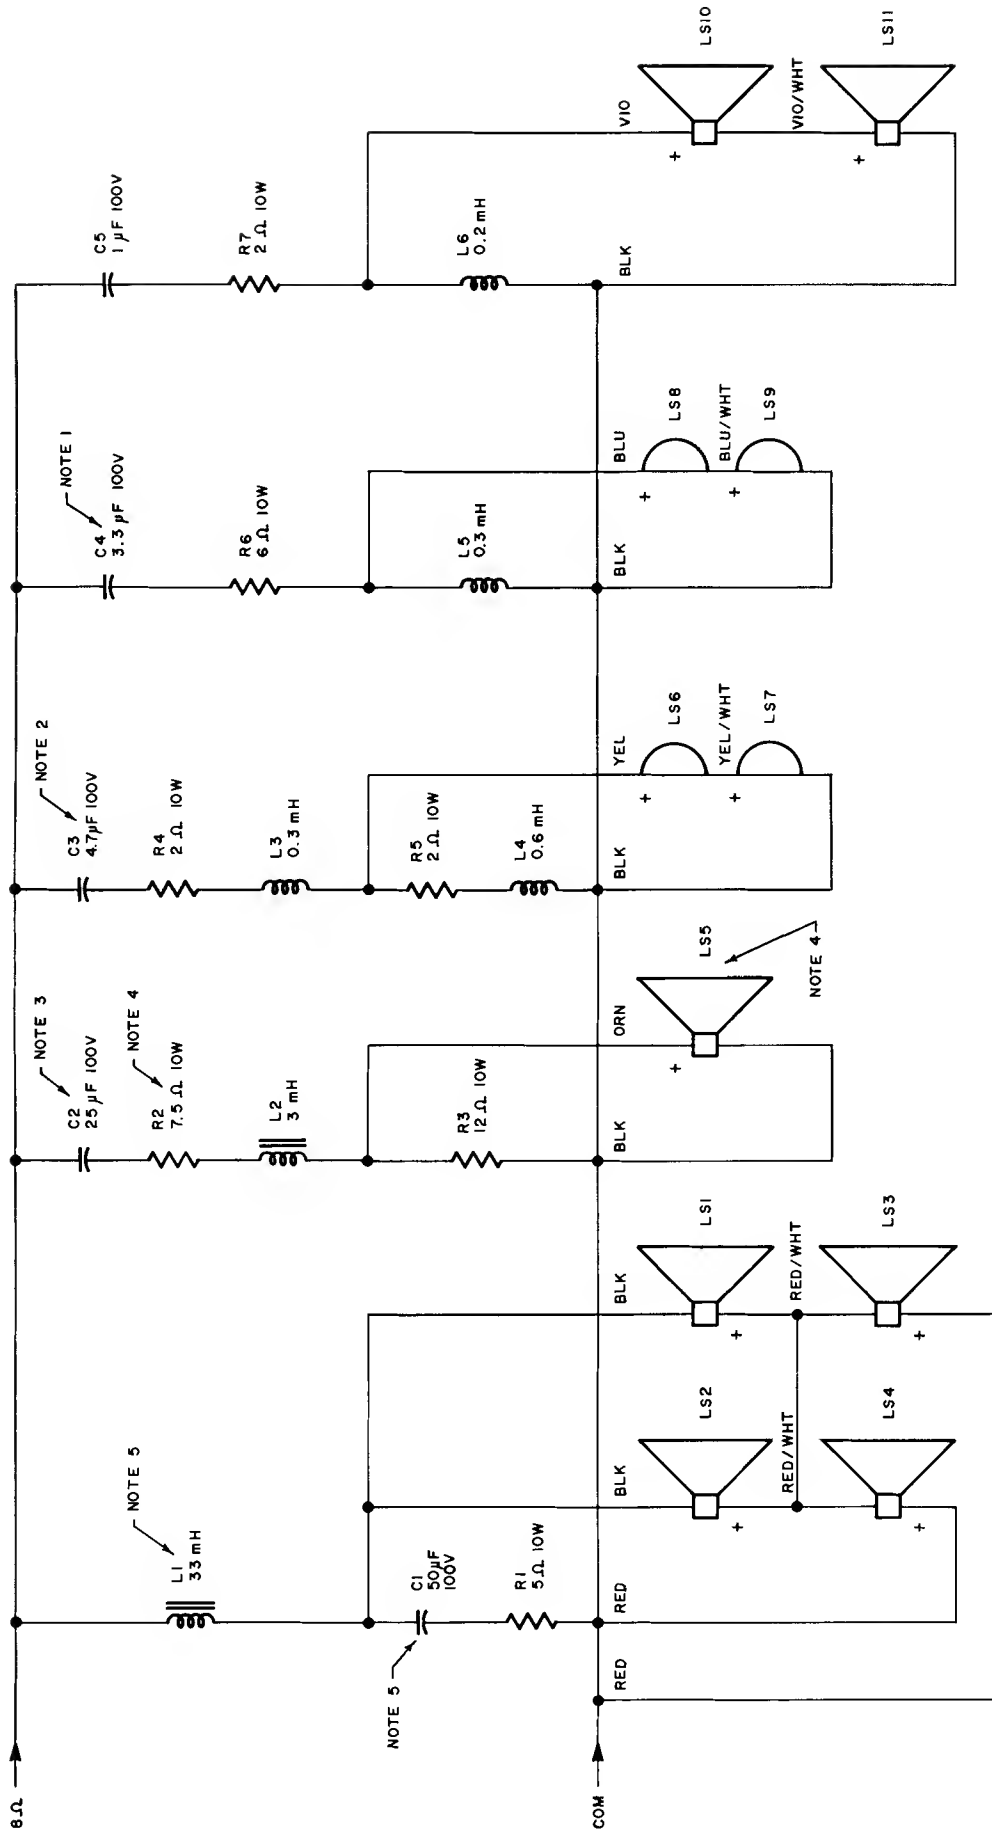 8Ω
COM
L1
33 mH
NOTE 5
C1
50µF
100V
NOTE 5
R1
5Ω 10W
RED
RED
BLK
BLK
LS2
LS1
RED/WHT
RED/WHT
LS4
LS3
+
+
+
+
NOTE 3
C2
25 µF 100V
NOTE 4
R2
7.5 Ω 10W
L2
3 mH
R3
12Ω 10W
BLK
ORN
+
LS5
NOTE 4
NOTE 2
C3
4.7µF 100V
R4
2 Ω 10W
L3
0.3 mH
R5
2 Ω 10W
L4
0.6 mH
BLK
YEL
+
LS6
YEL/WHT
+
LS7
NOTE 1
C4
3.3 µF 100V
R6
6Ω 10W
L5
0.3 mH
BLK
BLU
+
LS8
BLU/WHT
+
LS9
C5
1 µF 100V
R7
2 Ω 10W
L6
0.2 mH
BLK
VIO
+
LS10
VIO/WHT
+
LS11